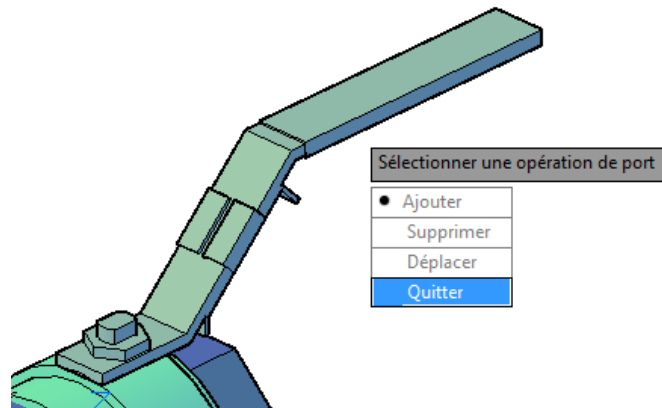 Sélectionner une opération de port
Ajouter
Supprimer
Déplacer
Quitter